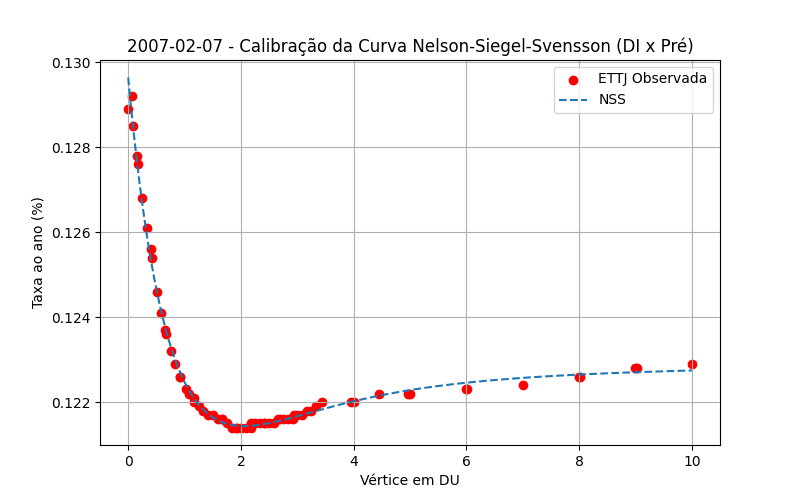 2007-02-07 - Calibração da Curva Nelson-Siegel-Svensson (DI x Pré)
ETTJ Observada
NSS
Taxa ao ano (%)
0.130
0.128
0.126
0.124
0.122
0 2 4 6 8 10
Vértice em DU